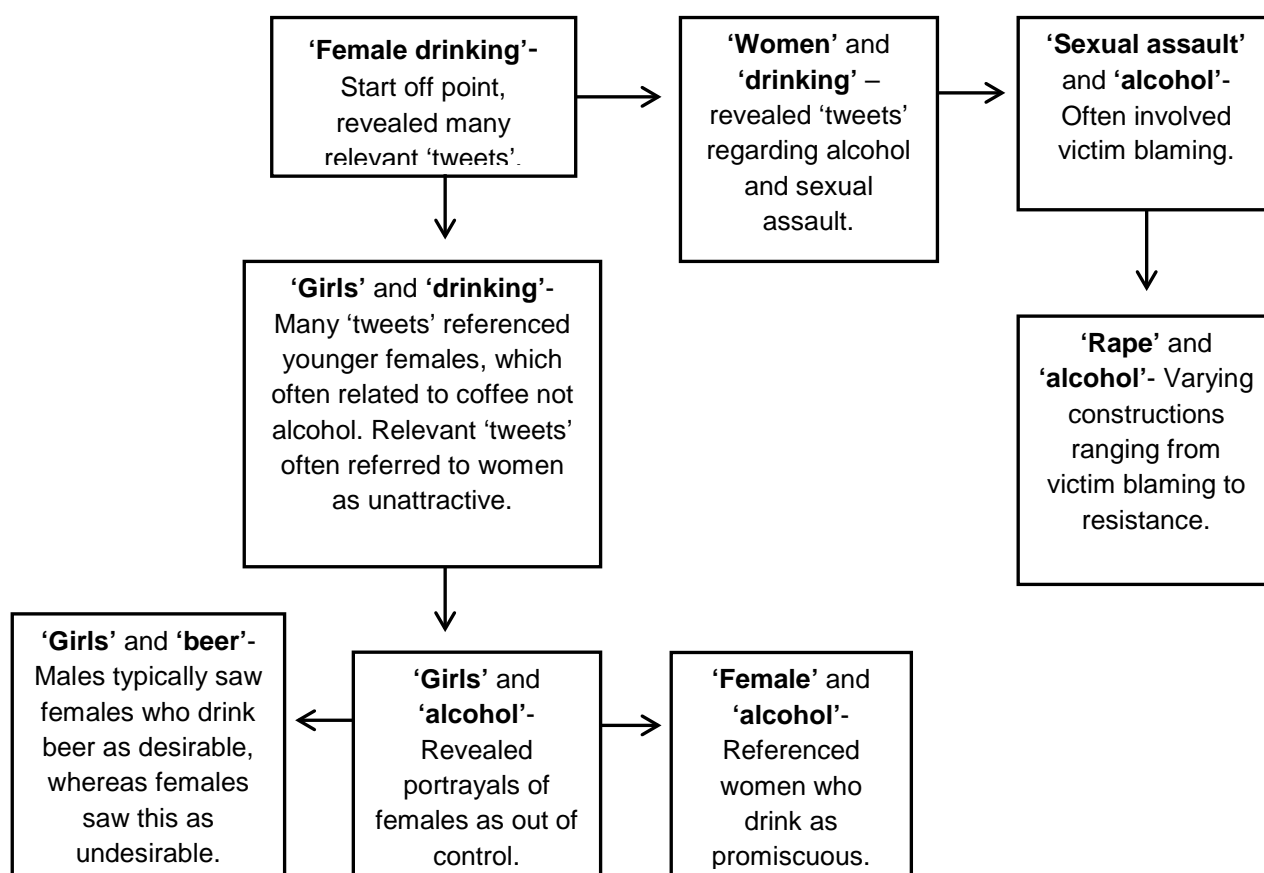 ‘Female drinking’-
Start off point,
revealed many
relevant ‘tweets’.
‘Women’ and
‘drinking’ –
revealed ‘tweets’
regarding alcohol
and sexual
assault.
‘Sexual assault’
and ‘alcohol’-
Often involved
victim blaming.
‘Girls’ and ‘drinking’-
Many ‘tweets’ referenced
younger females, which
often related to coffee not
alcohol. Relevant ‘tweets’
often referred to women
as unattractive.
‘Rape’ and
‘alcohol’- Varying
constructions
ranging from
victim blaming to
resistance.
‘Girls’ and ‘beer’-
Males typically saw
females who drink
beer as desirable,
whereas females
saw this as
undesirable.
‘Girls’ and
‘alcohol’-
Revealed
portrayals of
females as out of
control.
‘Female’ and
‘alcohol’-
Referenced
women who
drink as
promiscuous.